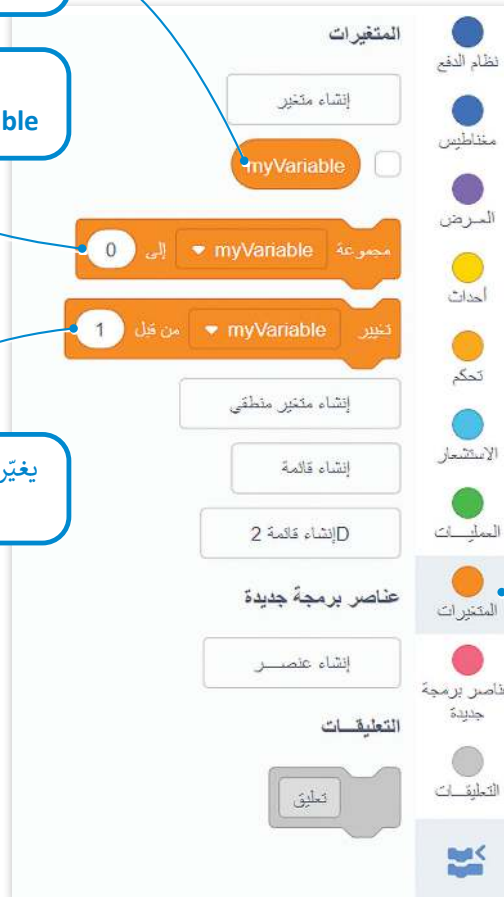 المتغيرات
إنشاء متغير
myVariable
مجموعة myVariable إلى 0
تغيير myVariable من قبل 1
إنشاء متغير منطقي
إنشاء قائمة
إنشاء قائمة 2D
عناصر برمجة جديدة
إنشاء عنصر
التعليقات
تعليق
نظام الدفع
مغناطيس
العرض
أحداث
تحكم
الاستشعار
العمليات
المتغيرات
عناصر برمجة
جديدة
التعليقات
ble
يغيّر